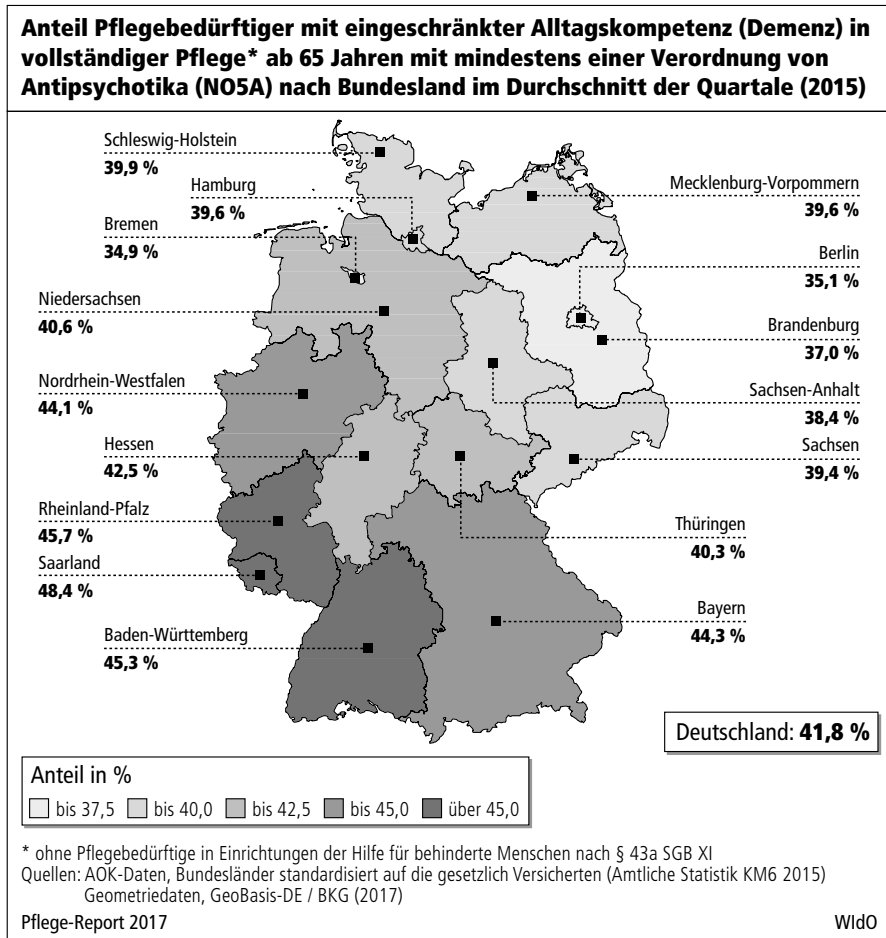 Anteil Pflegebedürftiger mit eingeschränkter Alltagskompetenz (Demenz) in
vollständiger Pflege* ab 65 Jahren mit mindestens einer Verordnung von
Antipsychotika (NO5A) nach Bundesland im Durchschnitt der Quartale (2015)
Schleswig-Holstein
39,9 %
Hamburg
39,6 %
Bremen
34,9 %
Niedersachsen
40,6 %
Nordrhein-Westfalen
44,1 %
Hessen
42,5 %
Rheinland-Pfalz
45,7 %
Saarland
48,4 %
Baden-Württemberg
45,3 %
Mecklenburg-Vorpommern
39,6 %
Berlin
35,1 %
Brandenburg
37,0 %
Sachsen-Anhalt
38,4 %
Sachsen
39,4 %
Thüringen
40,3 %
Bayern
44,3 %
Deutschland: 41,8 %
Anteil in %
bis 37,5 bis 40,0 bis 42,5 bis 45,0 über 45,0
* ohne Pflegebedürftige in Einrichtungen der Hilfe für behinderte Menschen nach § 43a SGB XI
Quellen: AOK-Daten, Bundesländer standardisiert auf die gesetzlich Versicherten (Amtliche Statistik KM6 2015)
Geometriedaten, GeoBasis-DE / BKG (2017)
Pflege-Report 2017 WIdO